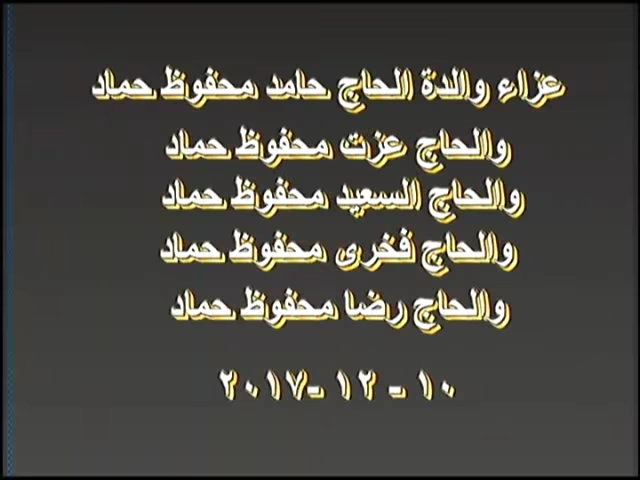 عزاء والدة الحاج حامد محفوظ حماد
والحاج عزت محفوظ حماد
والحاج السعيد محفوظ حماد
والحاج فخرى محفوظ حماد
والحاج رضا محفوظ حماد
١٠ - ١٢ -٢٠١٧